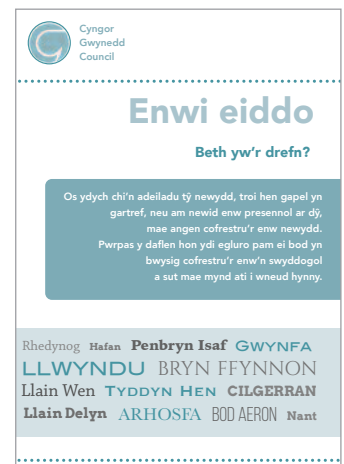 Cyngor
Gwynedd
Council
Enwi eiddo
Beth yw'r drefn?
Os ydych chi'n adeiladu tŷ newydd, troi hen gapel yn
gartref, neu am newid enw presennol ar dŷ,
mae angen cofrestru'r enw newydd.
Pwrpas y daflen hon ydi egluro pam ei bod yn
bwysig cofrestru'r enw'n swyddogol
a sut mae mynd ati i wneud hynny.
Rhedynog Hafan Penbryn Isaf Gwynfa
Llwyndu Bryn Ffynnon
Llain Wen Tyddyn Hen Cilgerran
Llain Delyn Arhosfa Bod Aeron Nant